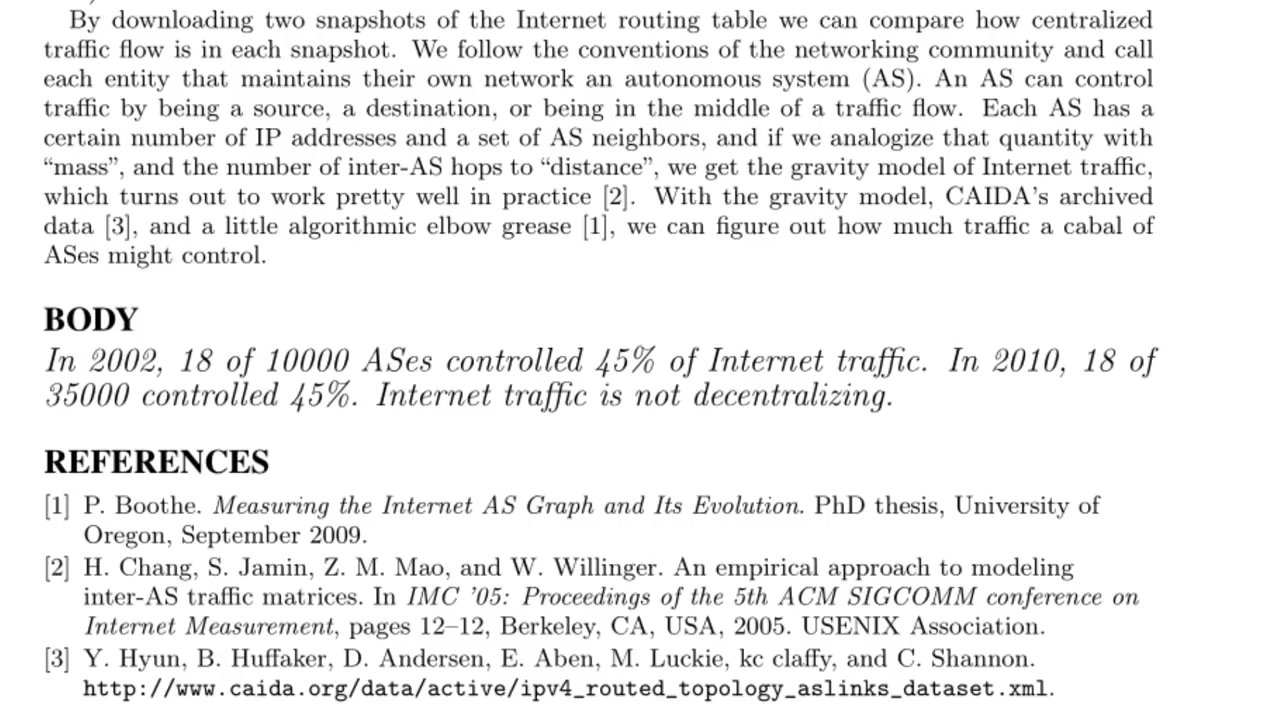 By downloading two snapshots of the Internet routing table we can compare how centralized
traffic flow is in each snapshot. We follow the conventions of the networking community and call
each entity that maintains their own network an autonomous system (AS). An AS can control
traffic by being a source, a destination, or being in the middle of a traffic flow. Each AS has a
certain number of IP addresses and a set of AS neighbors, and if we analogize that quantity with
“mass”, and the number of inter-AS hops to “distance”, we get the gravity model of Internet traffic,
which turns out to work pretty well in practice [2]. With the gravity model, CAIDA’s archived
data [3], and a little algorithmic elbow grease [1], we can figure out how much traffic a cabal of
ASes might control.
BODY
In 2002, 18 of 10000 ASes controlled 45% of Internet traffic. In 2010, 18 of
35000 controlled 45%. Internet traffic is not decentralizing.
REFERENCES
[1] P. Boothe. Measuring the Internet AS Graph and Its Evolution. PhD thesis, University of
Oregon, September 2009.
[2] H. Chang, S. Jamin, Z. M. Mao, and W. Willinger. An empirical approach to modeling
inter-AS traffic matrices. In IMC ’05: Proceedings of the 5th ACM SIGCOMM conference on
Internet Measurement, pages 12–12, Berkeley, CA, USA, 2005. USENIX Association.
[3] Y. Hyun, B. Huffaker, D. Andersen, E. Aben, M. Luckie, kc claffy, and C. Shannon.
http://www.caida.org/data/active/ipv4_routed_topology_aslinks_dataset.xml.